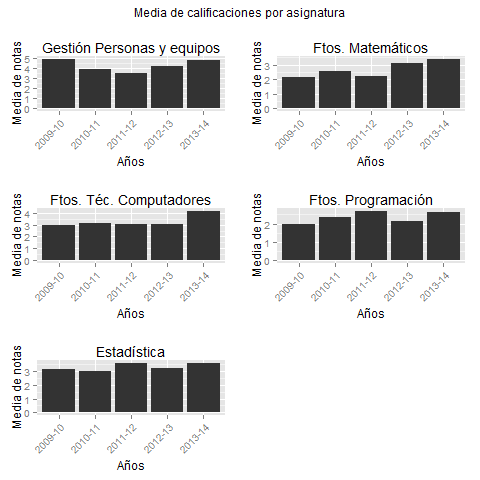 Media de calificaciones por asignatura
Gestión Personas y equipos
Media de notas
5
4
3
2
1
0
2009-10
2010-11
2011-12
2012-13
2013-14
Años
Ftos. Matemáticos
Media de notas
3
2
1
0
2009-10
2010-11
2011-12
2012-13
2013-14
Años
Ftos. Téc. Computadores
Media de notas
4
3
2
1
0
2009-10
2010-11
2011-12
2012-13
2013-14
Años
Ftos. Programación
Media de notas
2
1
0
2009-10
2010-11
2011-12
2012-13
2013-14
Años
Estadística
Media de notas
3
2
1
0
2009-10
2010-11
2011-12
2012-13
2013-14
Años